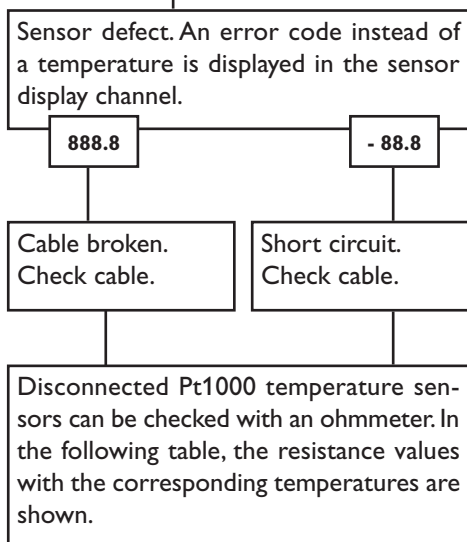 Sensor defect. An error code instead of
a temperature is displayed in the sensor
display channel.
888.8
- 88.8
Cable broken.
Check cable.
Short circuit.
Check cable.
Disconnected Pt1000 temperature sen-
sors can be checked with an ohmmeter. In
the following table, the resistance values
with the corresponding temperatures are
shown.